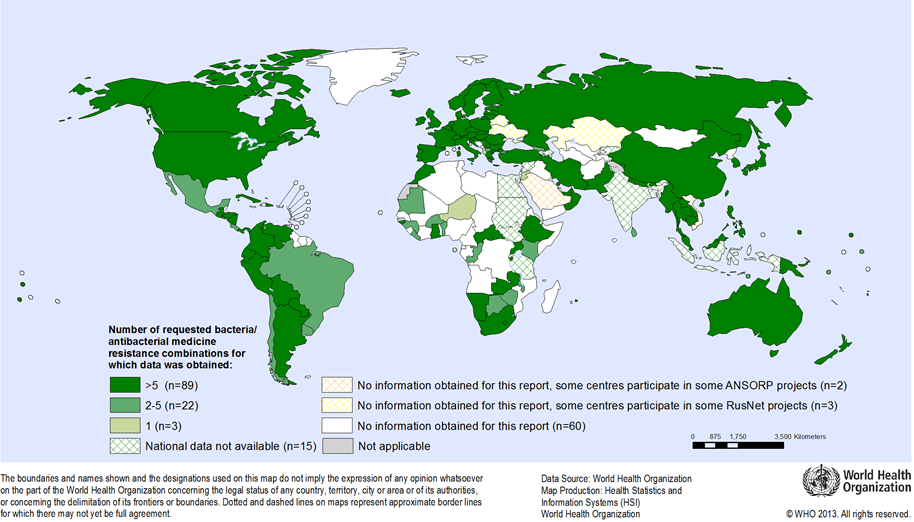 Number of requested bacteria/
antibacterial medicine
resistance combinations for
which data was obtained:
>5 (n=89)
2-5 (n=22)
1 (n=3)
National data not available (n=15)
No information obtained for this report, some centres participate in some ANSORP projects (n=2)
No information obtained for this report, some centres participate in some RusNet projects (n=3)
No information obtained for this report (n=60)
Not applicable
0 875 1,750 3,500 Kilometers
The boundaries and names shown and the designations used on this map do not imply the expression of any opinion whatsoever
on the part of the World Health Organization concerning the legal status of any country, territory, city or area or of its authorities,
or concerning the delimitation of its frontiers or boundaries. Dotted and dashed lines on maps represent approximate border lines
for which there may not yet be full agreement.
Data Source: World Health Organization
Map Production: Health Statistics and
Information Systems (HSI)
World Health Organization
World Health
Organization
© WHO 2013. All rights reserved.